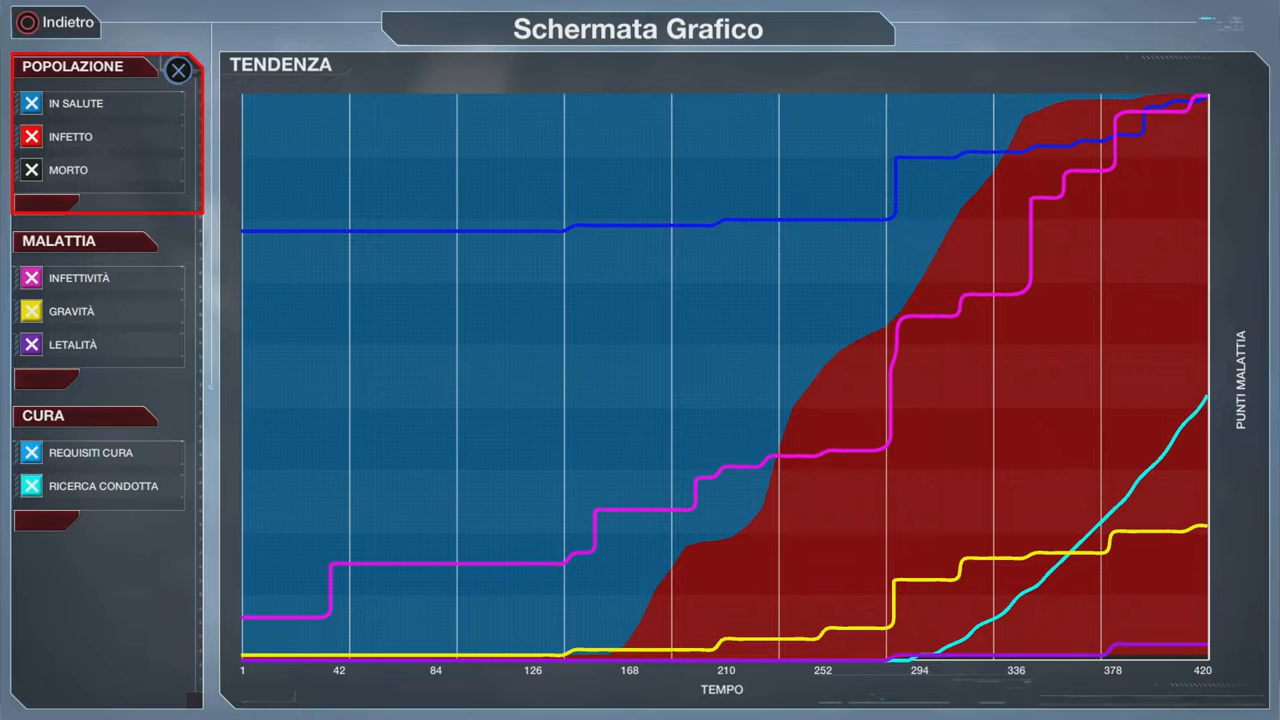 Indietro
Schermata Grafico
POPOLAZIONE
IN SALUTE
INFETTO
MORTO
MALATTIA
INFETTIVITÀ
GRAVITÀ
LETALITÀ
CURA
REQUISITI CURA
RICERCA CONDOTTA
TENDENZA
PUNTI MALATTIA
1 42 84 126 168 210 252 294 336 378 420
TEMPO